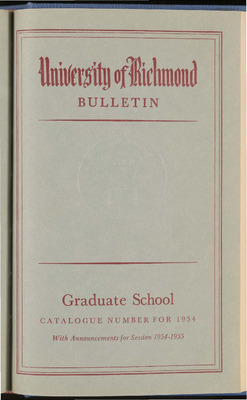 University of Richmond
BULLETIN
Graduate School
CATALOGUE NUMBER FOR 1954
With Announcements for Session 1954-1955